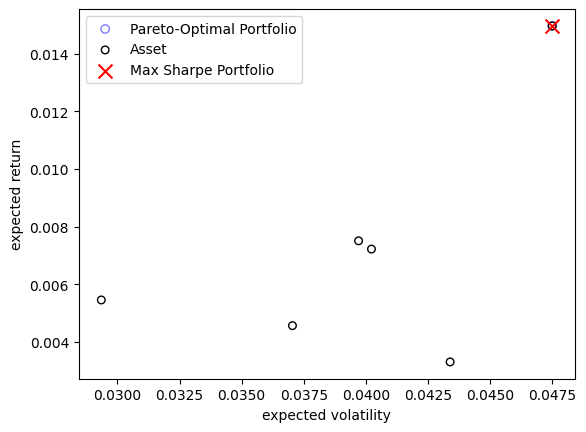 Pareto-Optimal Portfolio
Asset
Max Sharpe Portfolio
0.014
0.012
0.010
0.008
0.006
0.004
expected return
0.0300 0.0325 0.0350 0.0375 0.0400 0.0425 0.0450 0.0475
expected volatility